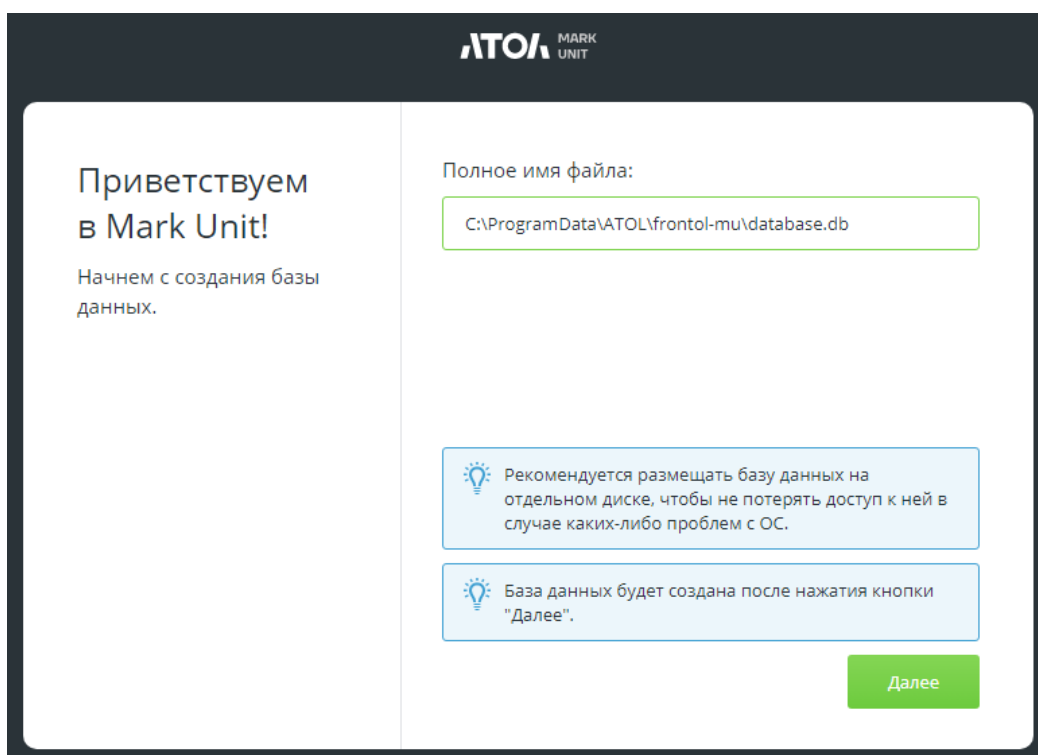 АТОЛ MARK
UNIT
Приветствуем
в Mark Unit!
Начнем с создания базы
данных.
Полное имя файла:
C:\ProgramData\ATOL\frontol-mu\database.db
Рекомендуется размещать базу данных на
отдельном диске, чтобы не потерять доступ к ней в
случае каких-либо проблем с ОС.
База данных будет создана после нажатия кнопки
"Далее".
Далее